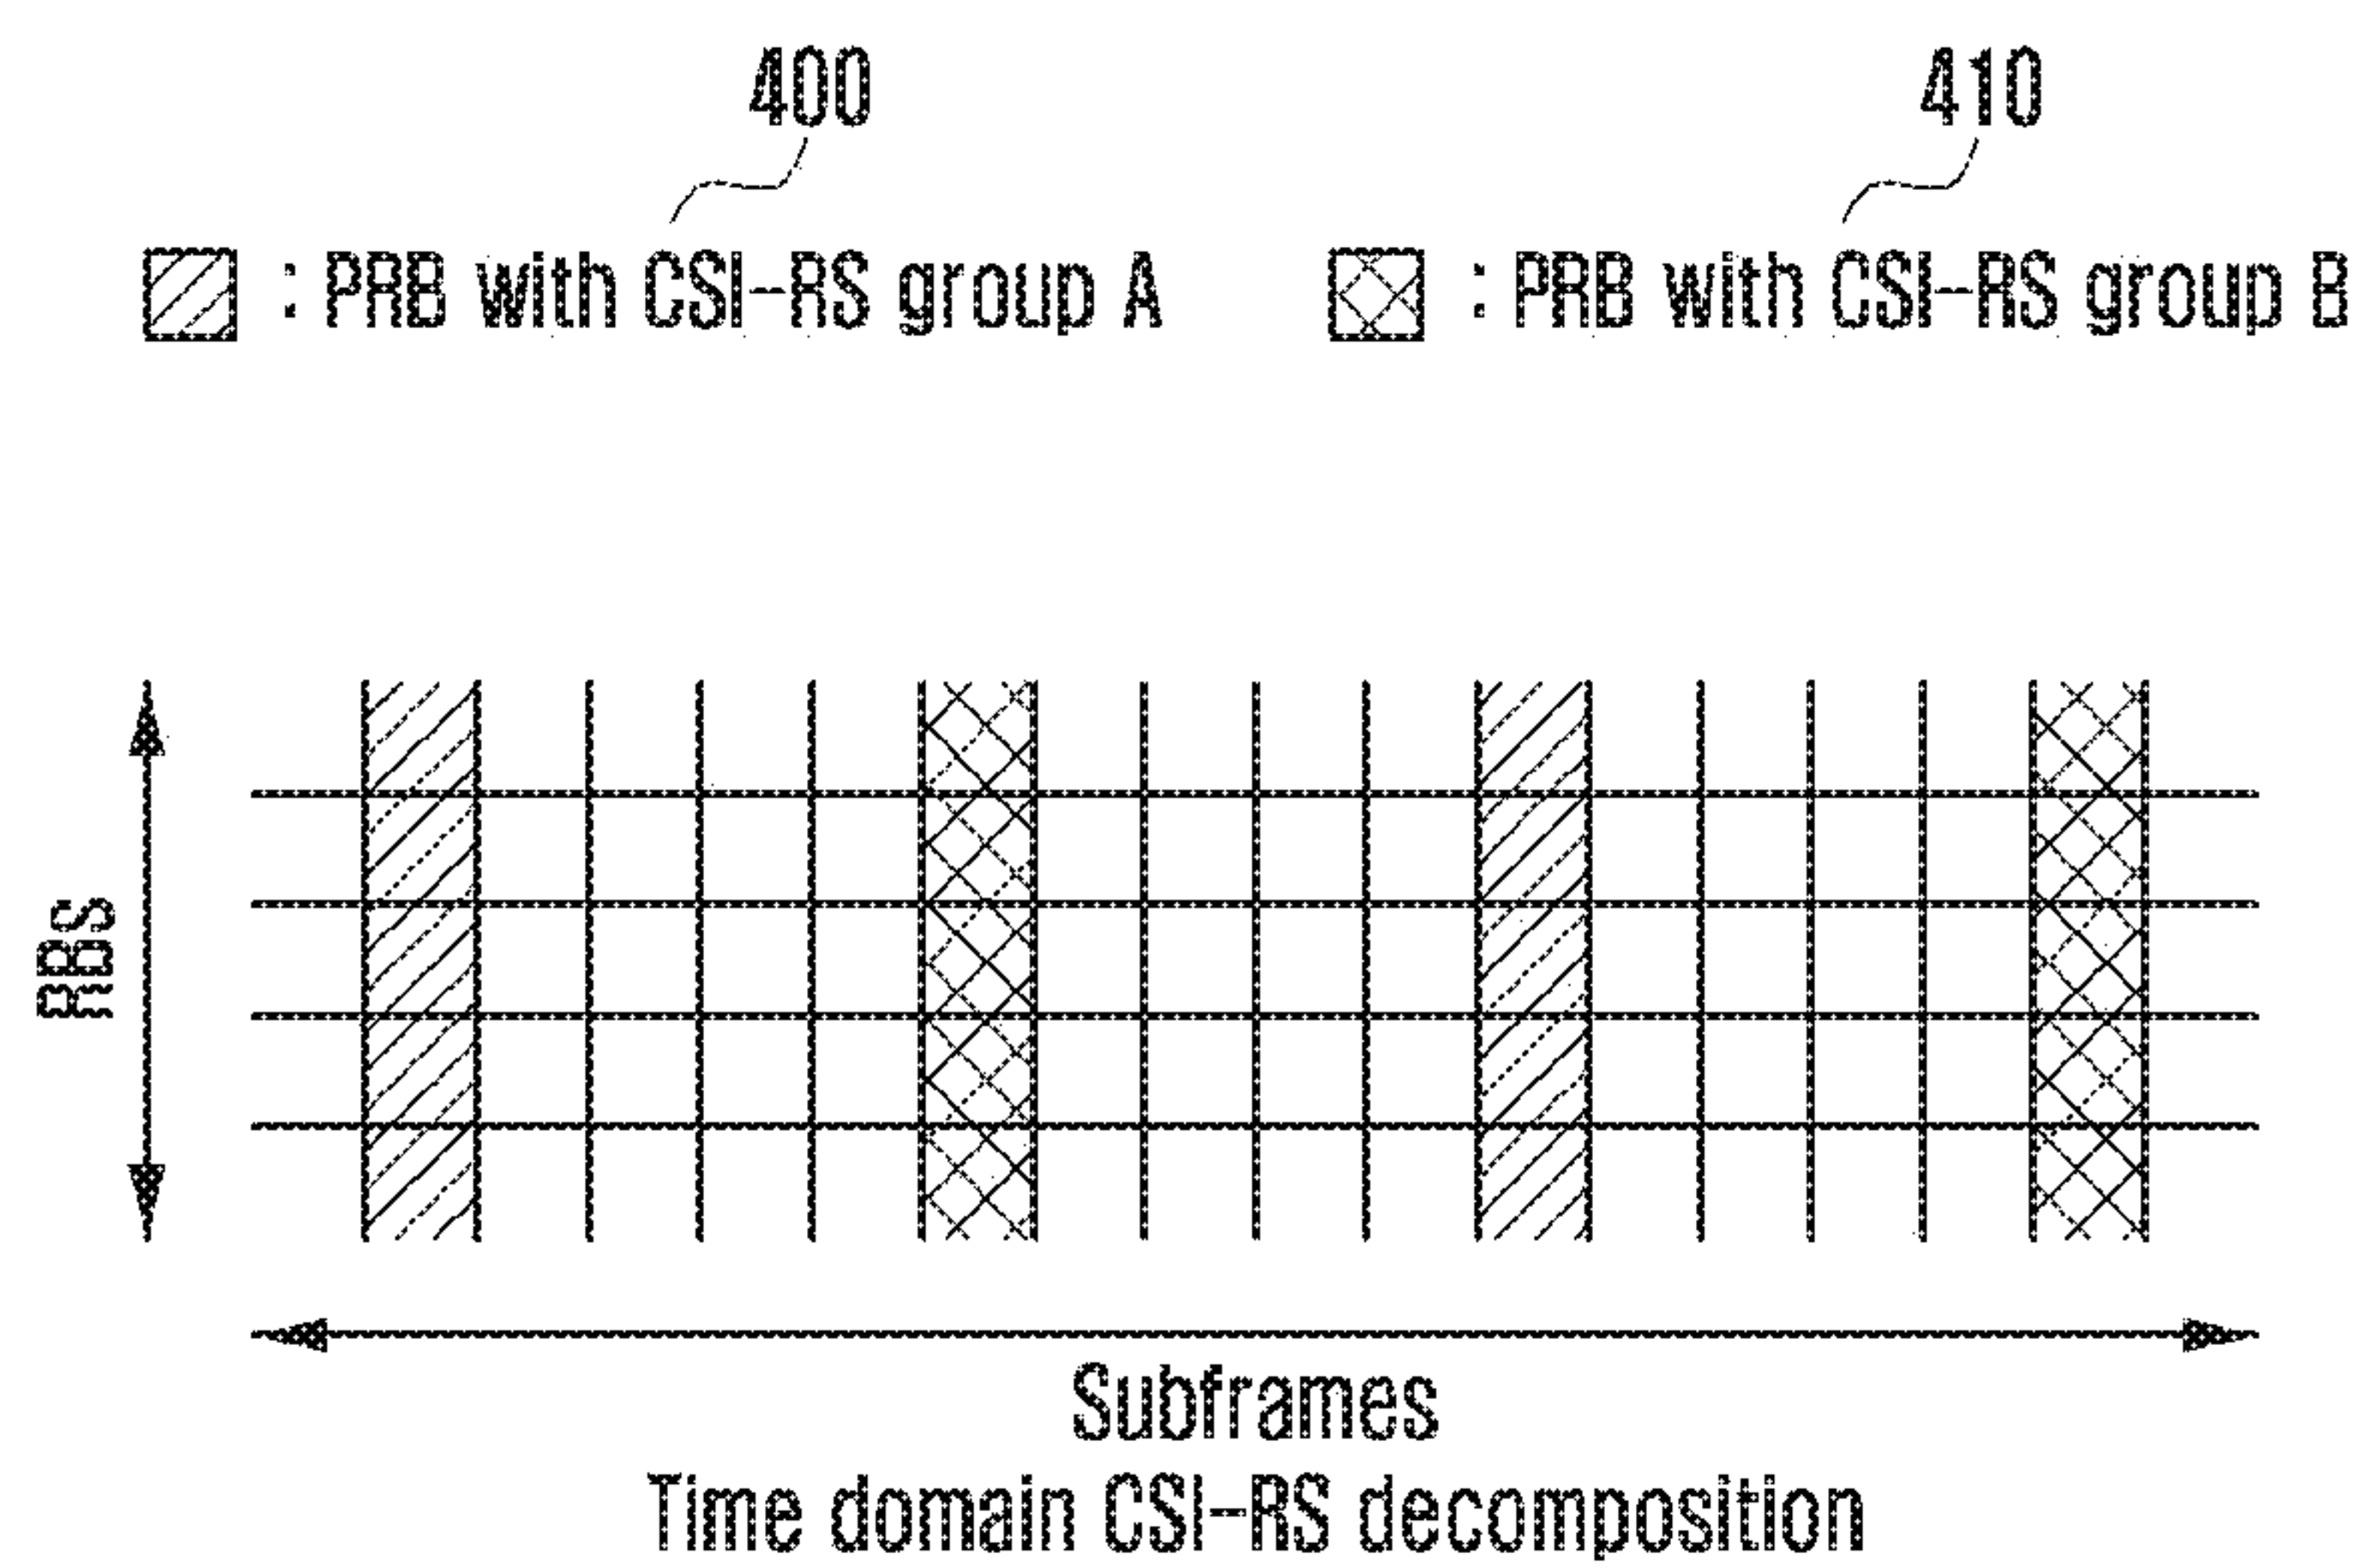 400
410
: PRB with CSI-RS group A
: PRB with CSI-RS group B
RBs
Subframes
Time domain CSI-RS decomposition